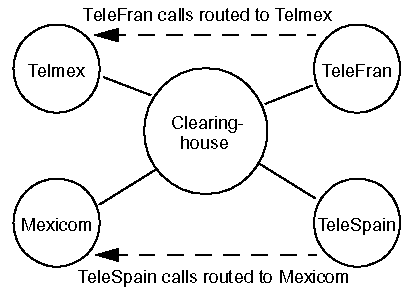 TeleFran calls routed to Telmex
Telmex
TeleFran
Clearing-
house
Mexicom
TeleSpain
TeleSpain calls routed to Mexicom